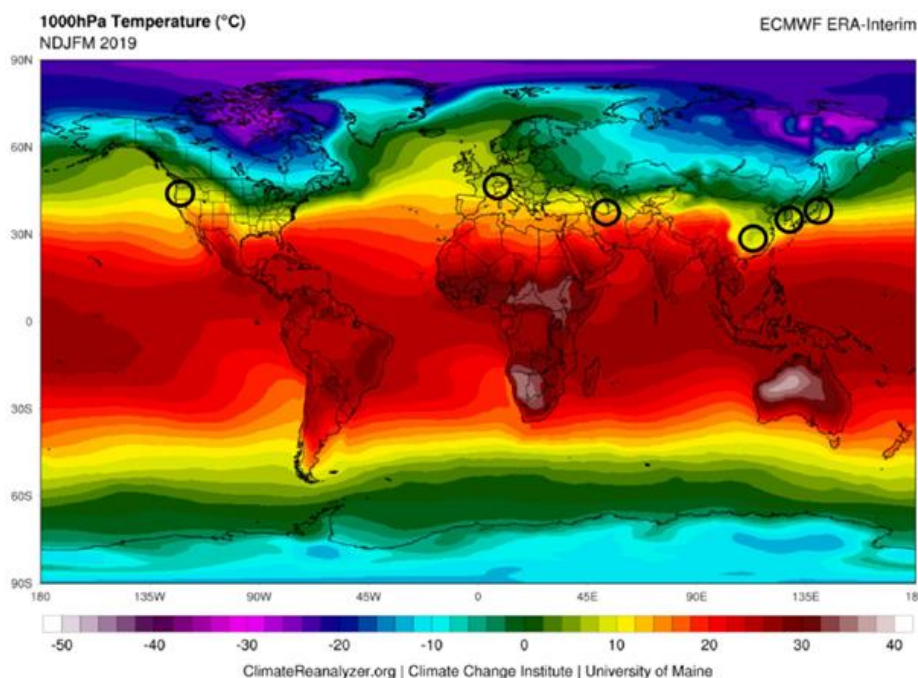 1000hPa Temperature (°C)
ECMWF ERA-Interim
NDJFM 2019
90N
60N
30N
0
30S
60S
90S
180 135W 90W 45W 0 45E 90E 135E 18
-50 -40 -30 -20 -10 0 10 20 30 40
ClimateReanalyzer.org | Climate Change Institute | University of Maine